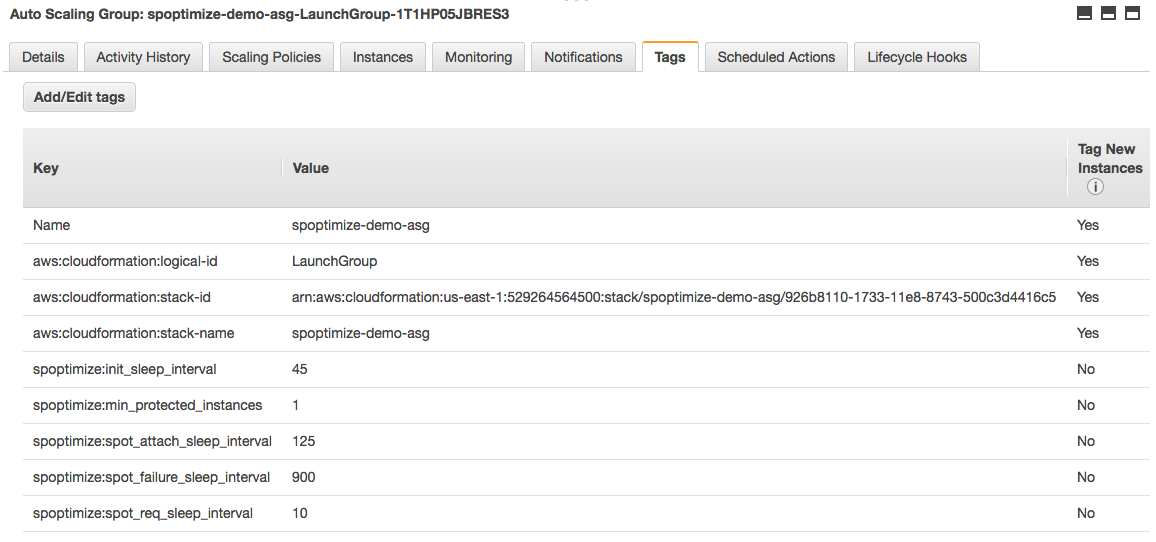 Auto Scaling Group: spoptimize-demo-asg-LaunchGroup-1T1HP05JBRES3
Details Activity History Scaling Policies Instances Monitoring Notifications Tags Scheduled Actions Lifecycle Hooks
Add/Edit tags
Key Value Tag New Instances i
Name spoptimize-demo-asg Yes
aws:cloudformation:logical-id LaunchGroup Yes
aws:cloudformation:stack-id arn:aws:cloudformation:us-east-1:529264564500:stack/spoptimize-demo-asg/926b8110-1733-11e8-8743-500c3d4416c5 Yes
aws:cloudformation:stack-name spoptimize-demo-asg Yes
spoptimize:init_sleep_interval 45 No
spoptimize:min_protected_instances 1 No
spoptimize:spot_attach_sleep_interval 125 No
spoptimize:spot_failure_sleep_interval 900 No
spoptimize:spot_req_sleep_interval 10 No